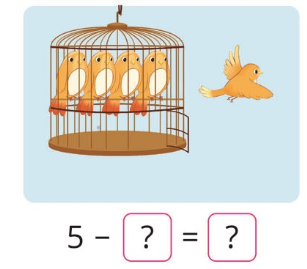 5 - ? = ?